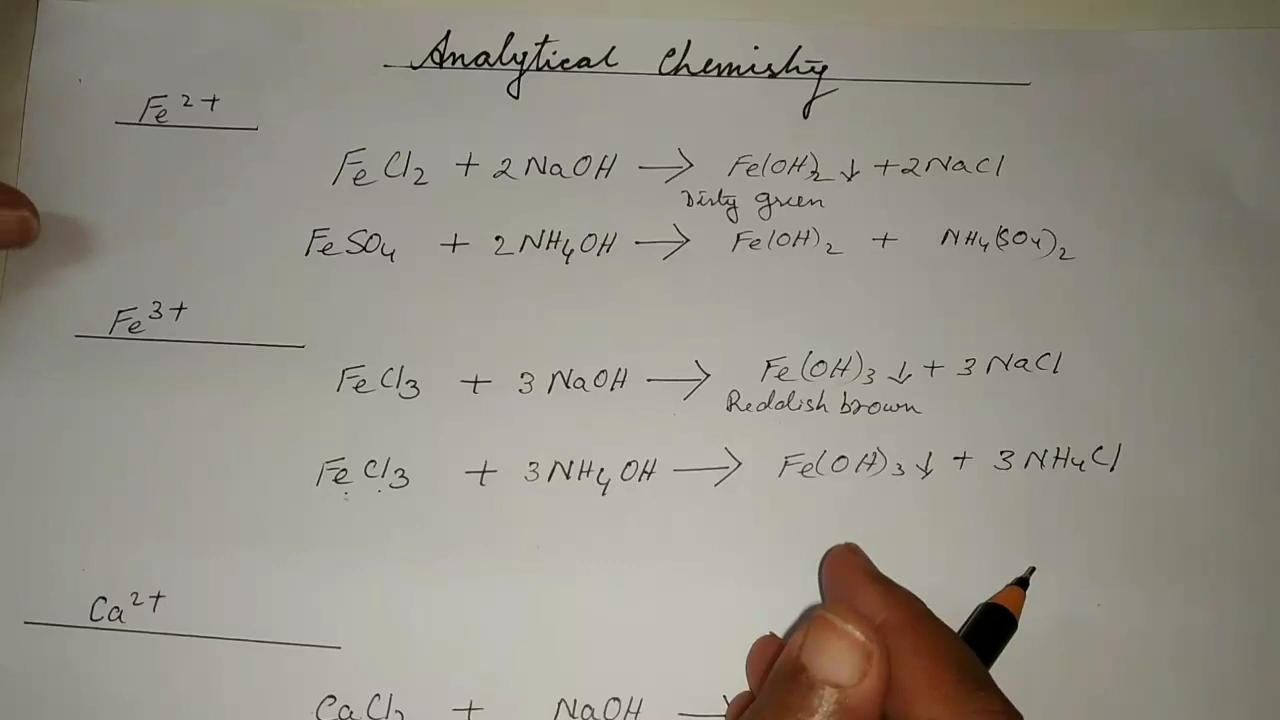 Analytical Chemistry
Fe²⁺
FeCl₂ + 2NaOH → Fe(OH)₂↓ + 2NaCl
Dirty green
FeSO₄ + 2NH₄OH → Fe(OH)₂ + NH₄(SO₄)₂
Fe³⁺
FeCl₃ + 3NaOH → Fe(OH)₃↓ + 3NaCl
Reddish brown
FeCl₃ + 3NH₄OH → Fe(OH)₃↓ + 3NH₄Cl
Ca²⁺
CaCl₂ + NaOH →